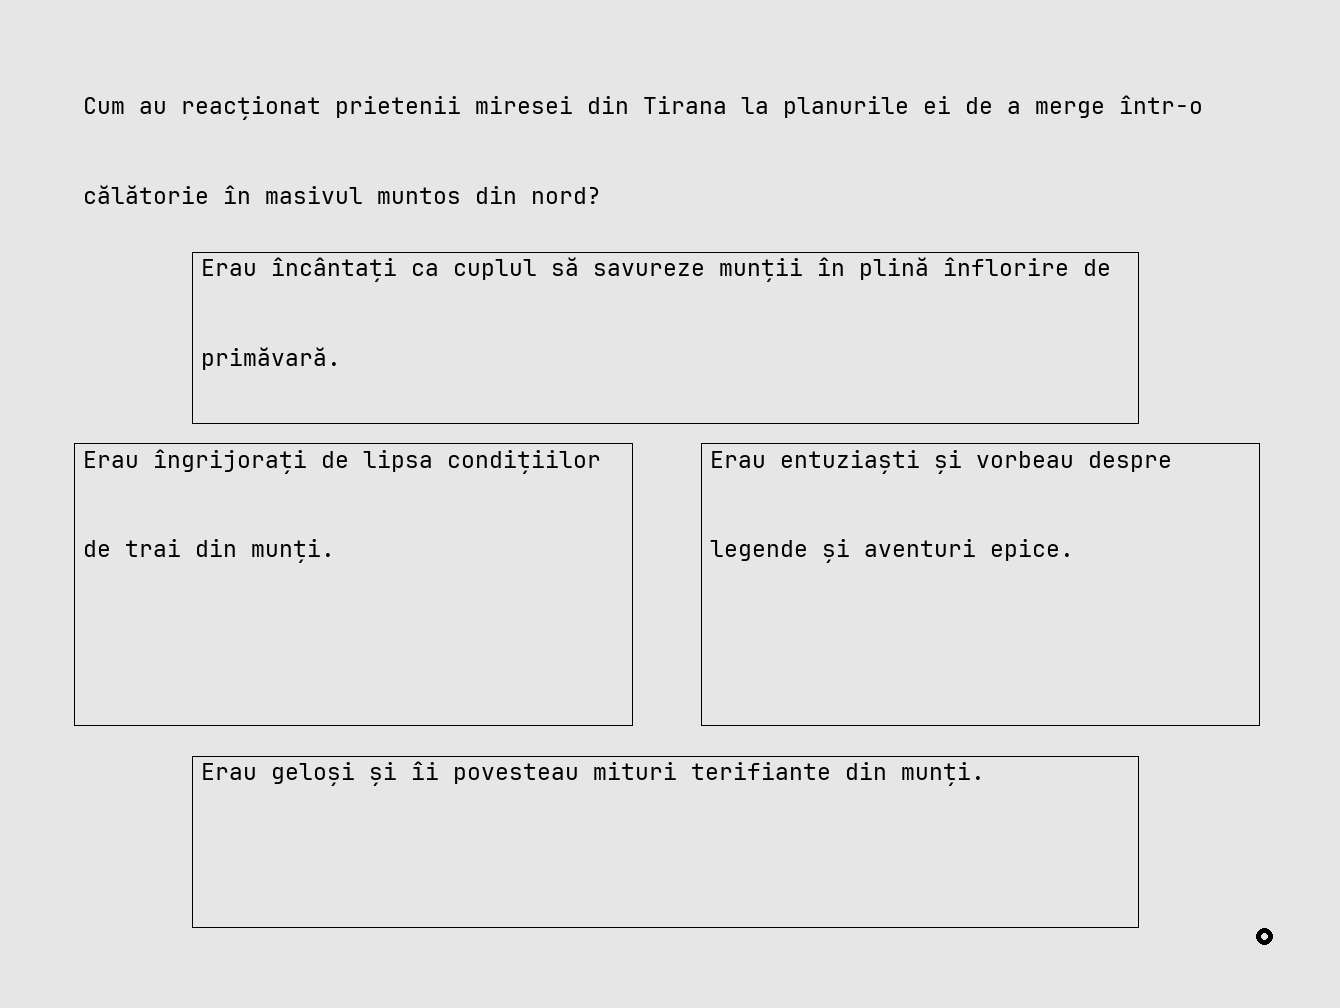 Cum au reacționat prietenii miresei din Tirana la planurile ei de a merge într-o
călătorie în masivul muntos din nord?
Erau încântați ca cuplul să savureze munții în plină înflorire de
primăvară.
Erau îngrijorați de lipsa condițiilor
de trai din munți.
Erau entuziaști și vorbeau despre
legende și aventuri epice.
Erau geloși și îi povesteau mituri terifiante din munți.